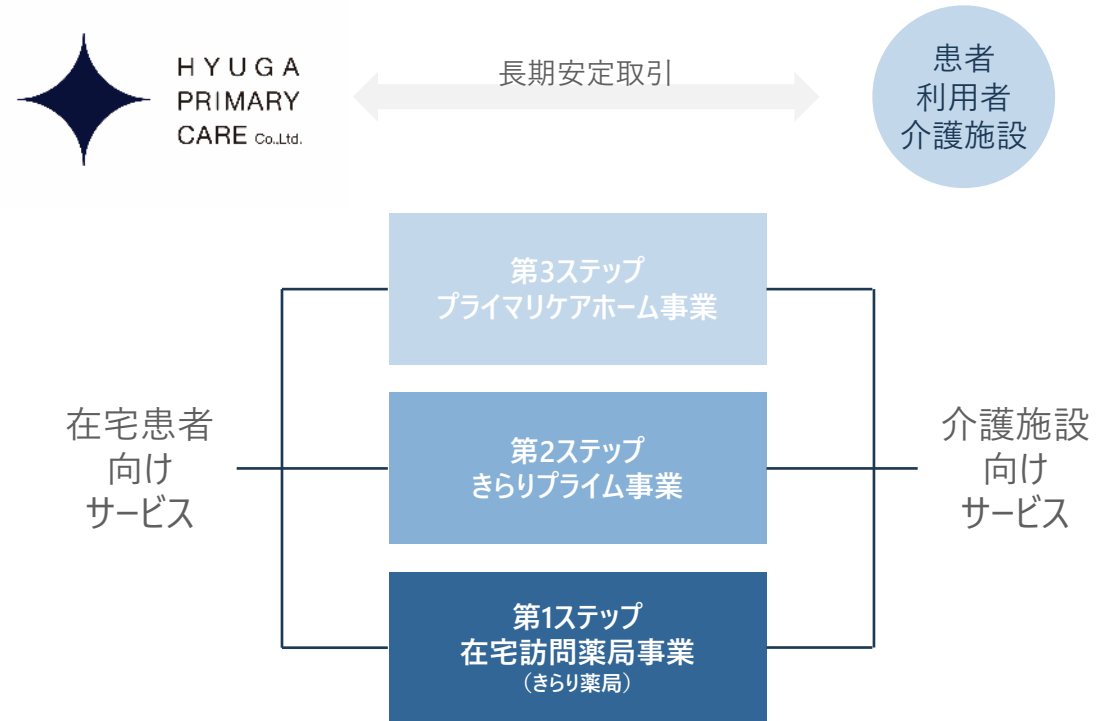 HYUGA
PRIMARY
CARE Co.,Ltd.
長期安定取引
患者
利用者
介護施設
第3ステップ
プライマリケアホーム事業
在宅患者
向け
サービス
第2ステップ
きらりプライム事業
介護施設
向け
サービス
第1ステップ
在宅訪問薬局事業
（きらり薬局）